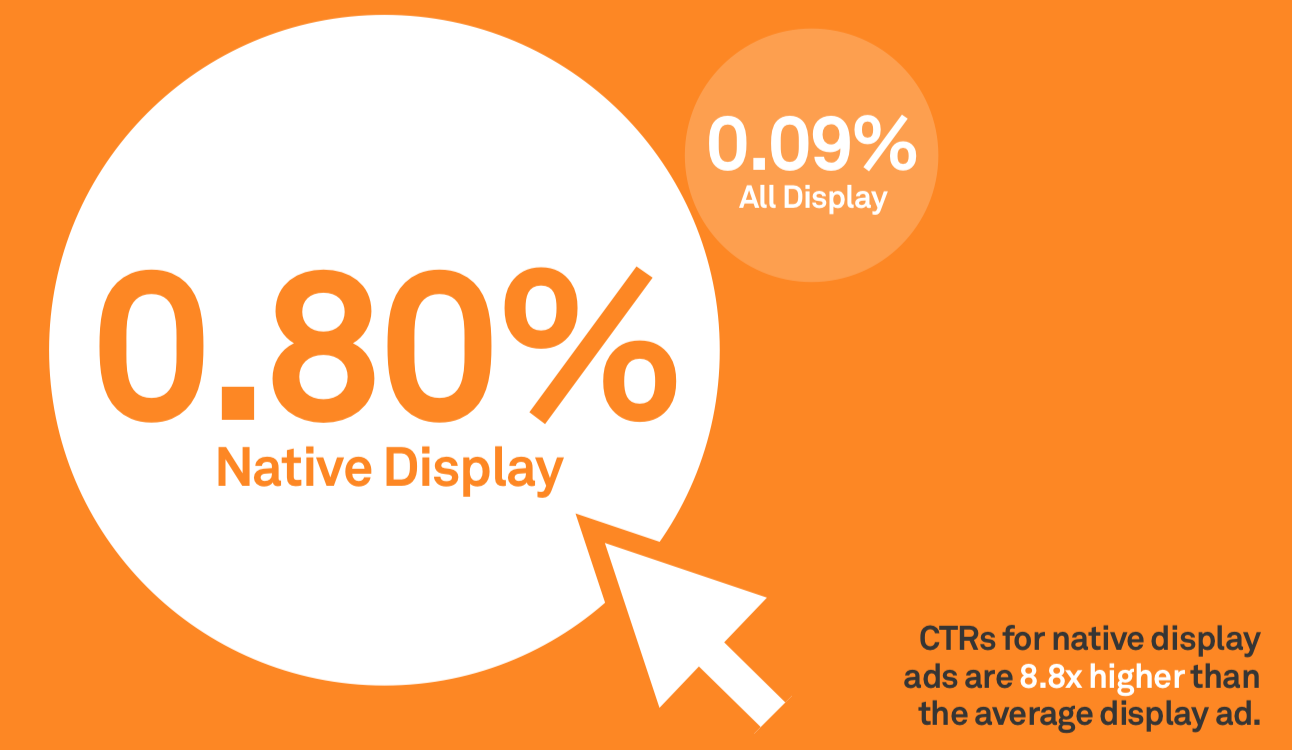 0.09%
All Display
0.80%
Native Display
CTRs for native display
ads are 8.8x higher than
the average display ad.